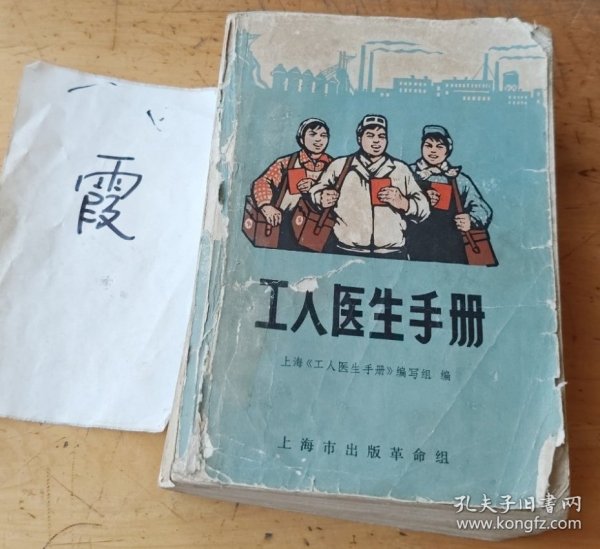 霞
工人医生手册
上海《工人医生手册》编写组 编
上海市出版革命组
孔夫子旧书网
www.kongfz.com